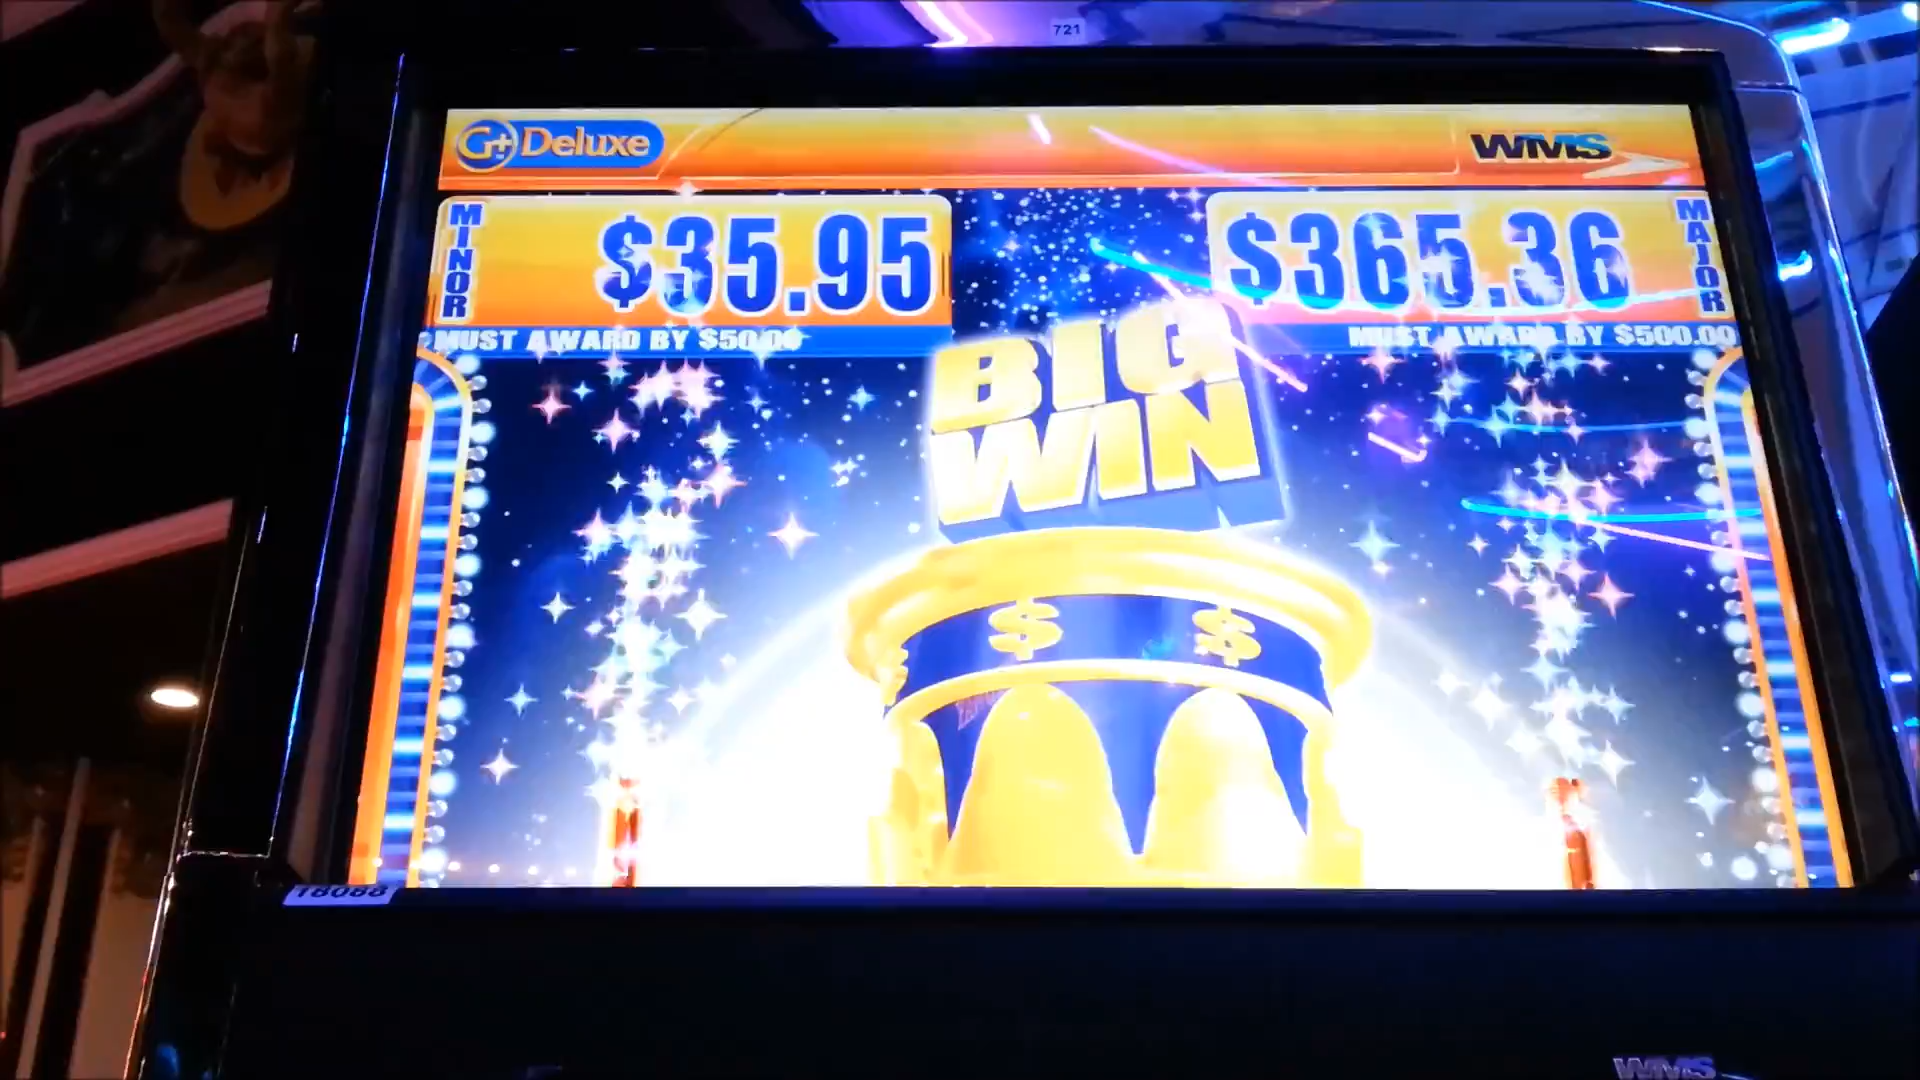 721
G+ Deluxe
WMS
MINOR
$35.95
$365.36
MAJOR
MUST AWARD BY $50.00
MUST AWARD BY $500.00
BIG
WIN
$ $
18088
WMS